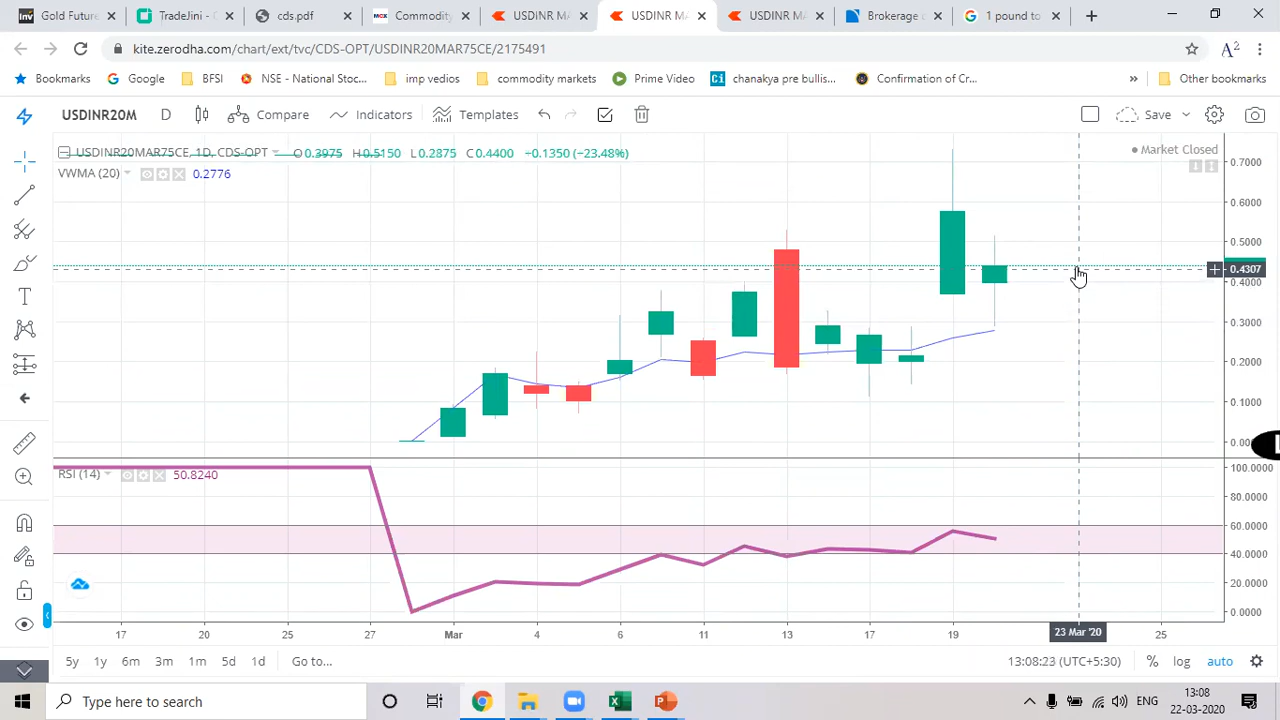 Gold Future
TradeJini -
cds.pdf
Commodity
USDINR MA
USDINR MA
USDINR MA
Brokerage
1 pound to
kite.zerodha.com/chart/ext/tvc/CDS-OPT/USDINR20MAR75CE/2175491
Bookmarks
Google
BFSI
NSE - National Stoc...
imp vedios
commodity markets
Prime Video
chanakya pre bullis...
Confirmation of Cr...
Other bookmarks
USDINR20M
D
Compare
Indicators
Templates
Save
USDINR20MAR75CE, 1D, CDS-OPT
O0.3975 H0.5150 L0.2875 C0.4400 −0.1350 (−23.48%)
Market Closed
VWMA (20)
0.2776
0.7000
0.6000
0.5000
0.4307
0.4000
0.3000
0.2000
0.1000
RSI (14)
50.8240
100.0000
80.0000
60.0000
40.0000
20.0000
0.0000
17
20
25
27
Mar
4
6
11
13
17
19
23 Mar '20
25
5y
1y
6m
3m
1m
5d
1d
Go to...
13:08:23 (UTC+5:30)
%
log
auto
Type here to search
ENG
13:08
22-03-2020